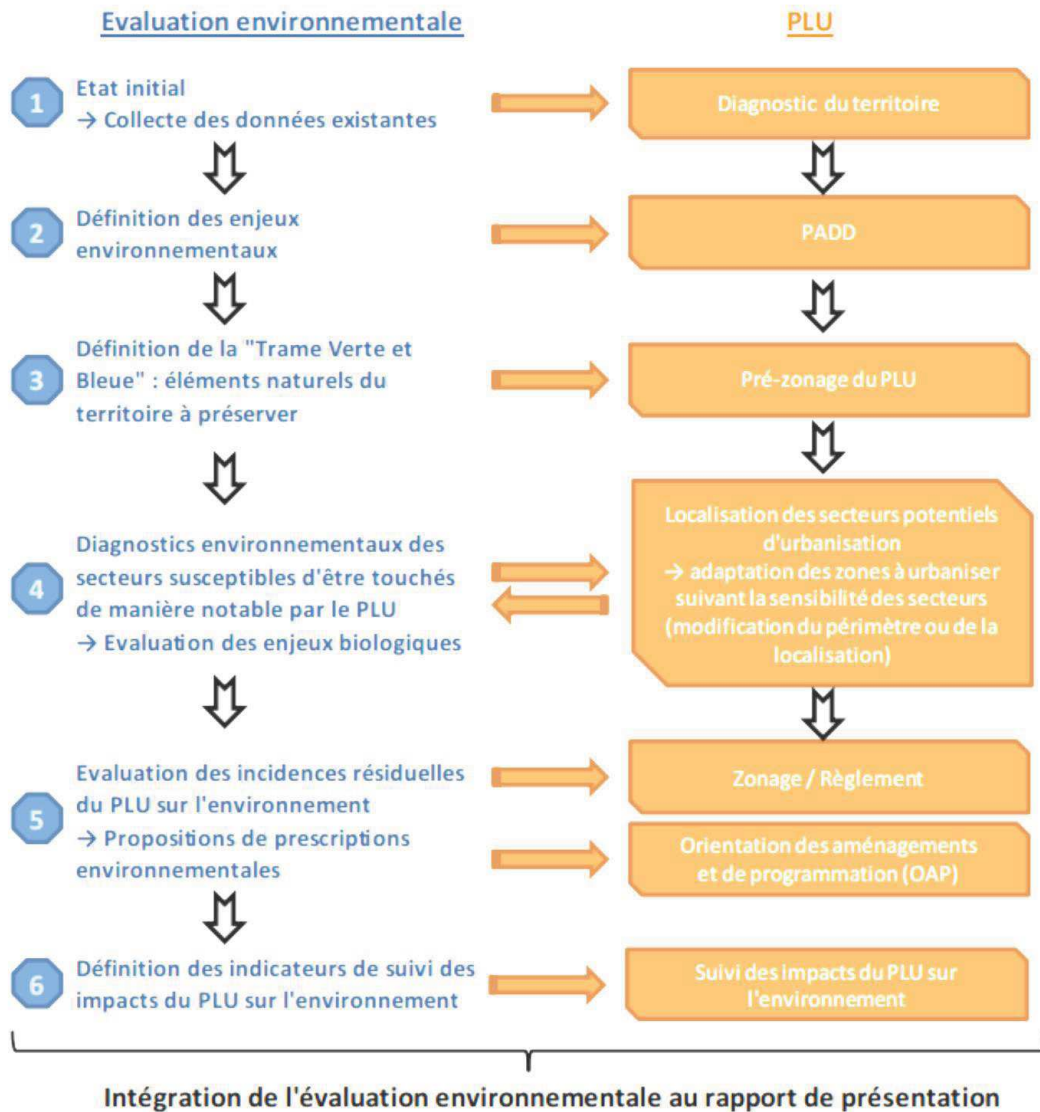 Evaluation environnementale
PLU
1
Etat initial
→ Collecte des données existantes
Diagnostic du territoire
2
Définition des enjeux
environnementaux
PADD
3
Définition de la "Trame Verte et
Bleue" : éléments naturels du
territoire à préserver
Pré-zonage du PLU
4
Diagnostics environnementaux des
secteurs susceptibles d'être touchés
de manière notable par le PLU
→ Evaluation des enjeux biologiques
Localisation des secteurs potentiels
d'urbanisation
→ adaptation des zones à urbaniser
suivant la sensibilité des secteurs
(modification du périmètre ou de la
localisation)
5
Evaluation des incidences résiduelles
du PLU sur l'environnement
→ Propositions de prescriptions
environnementales
Zonage / Règlement
Orientation des aménagements
et de programmation (OAP)
6
Définition des indicateurs de suivi des
impacts du PLU sur l'environnement
Suivi des impacts du PLU sur
l'environnement
Intégration de l'évaluation environnementale au rapport de présentation